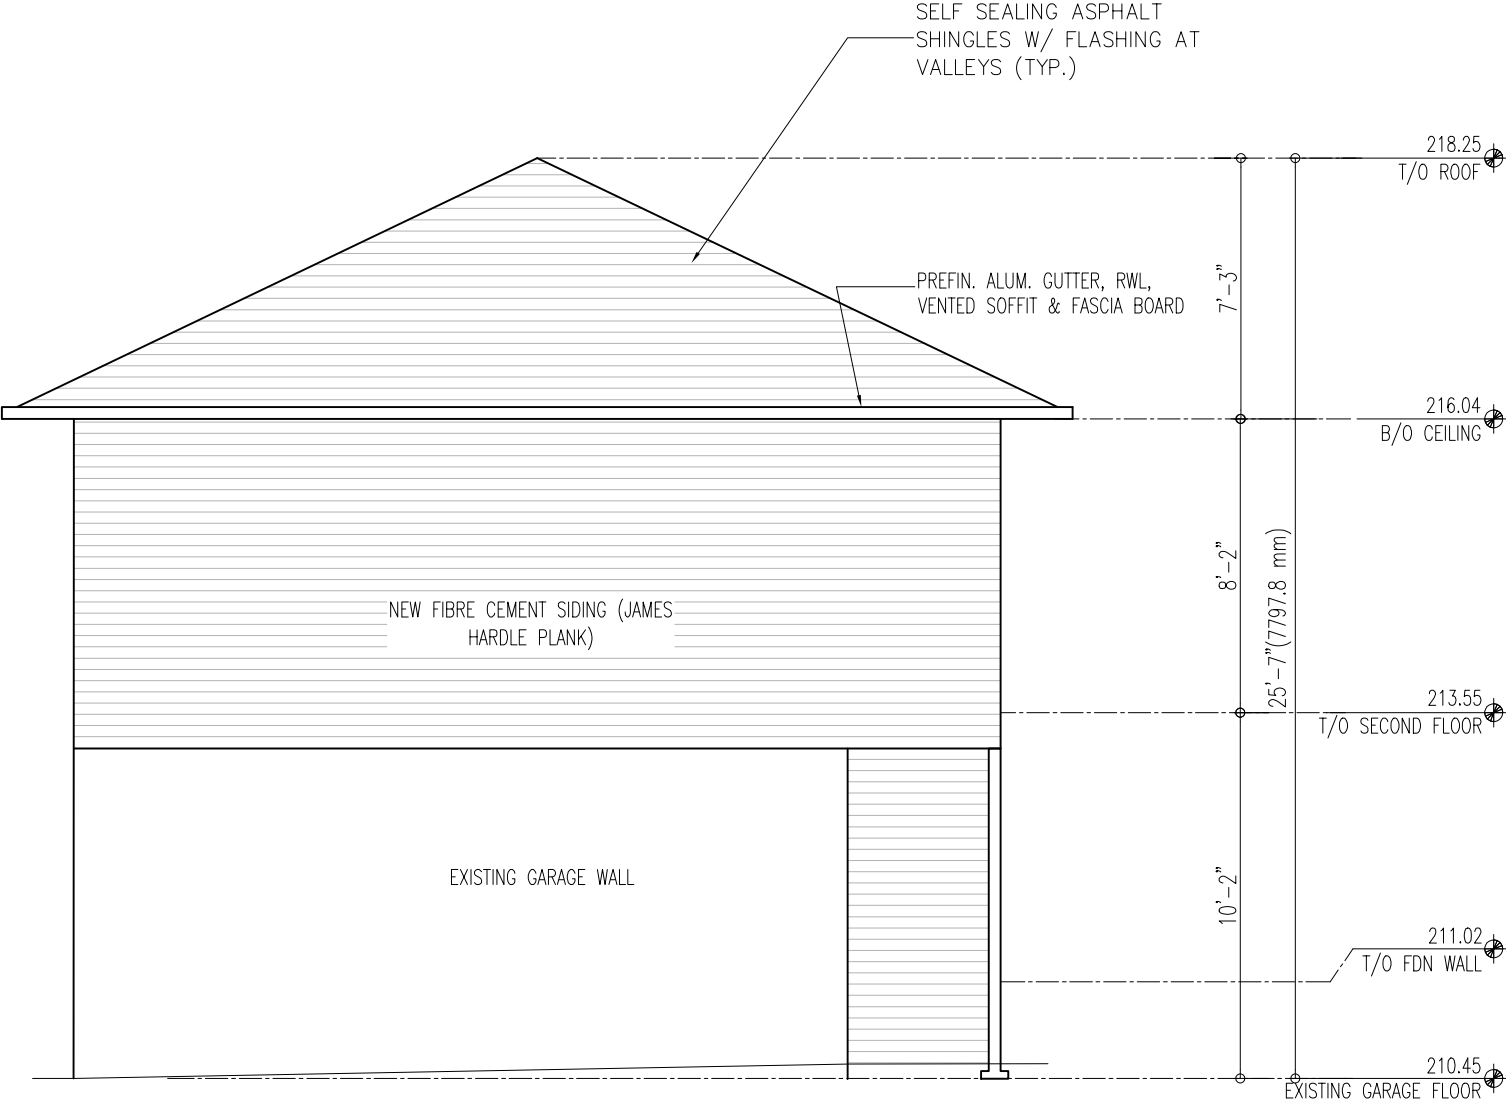 SELF SEALING ASPHALT
SHINGLES W/ FLASHING AT
VALLEYS (TYP.)
218.25
T/O ROOF
7'-3"
PREFIN. ALUM. GUTTER, RWL,
VENTED SOFFIT & FASCIA BOARD
216.04
B/O CEILING
8'-2"
25'-7"(7797.8 mm)
NEW FIBRE CEMENT SIDING (JAMES
HARDLE PLANK)
213.55
T/O SECOND FLOOR
EXISTING GARAGE WALL
10'-2"
211.02
T/O FDN WALL
210.45
EXISTING GARAGE FLOOR